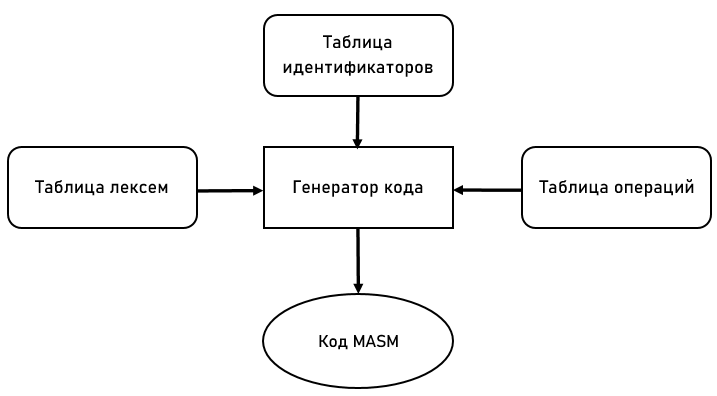 Таблица
идентификаторов
Таблица лексем
Генератор кода
Таблица операций
Код MASM